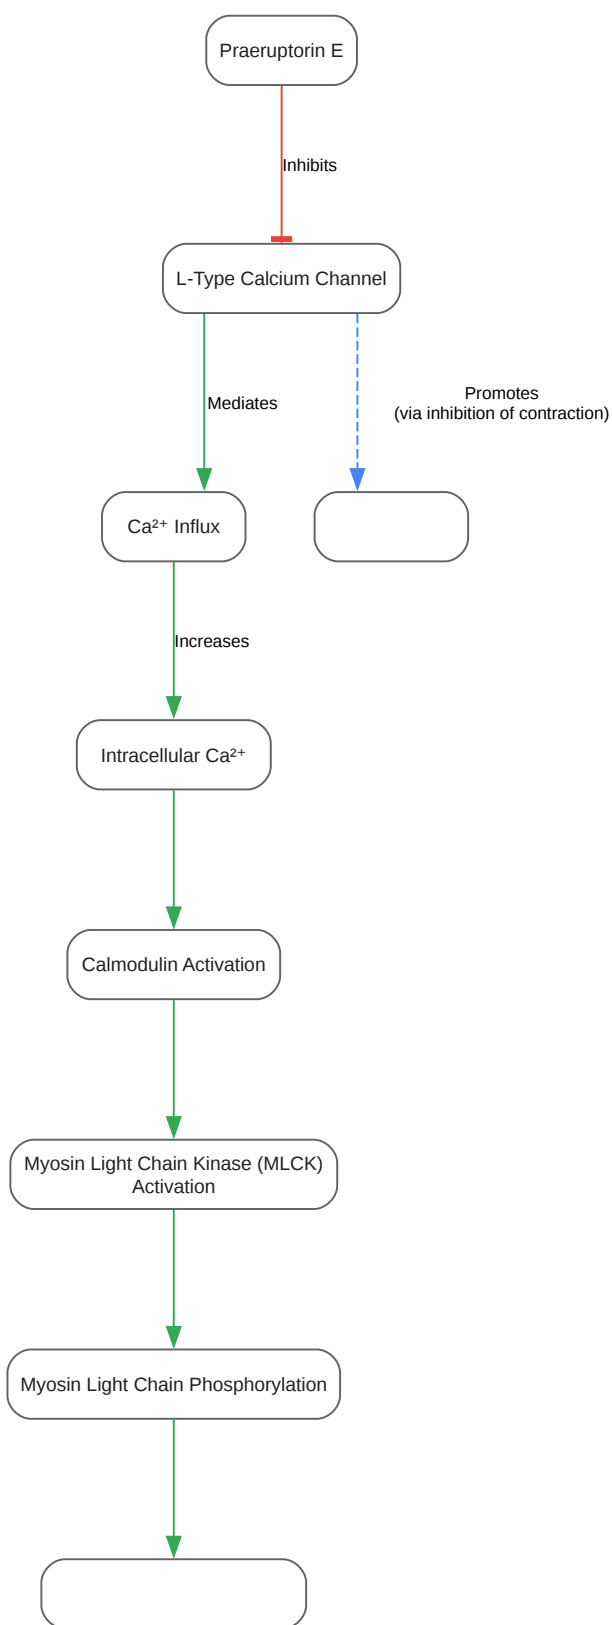 Praeruptorin E
Inhibits
L-Type Calcium Channel
Mediates
Promotes
(via inhibition of contraction)
Ca²⁺ Influx
Increases
Intracellular Ca²⁺
Calmodulin Activation
Myosin Light Chain Kinase (MLCK)
Activation
Myosin Light Chain Phosphorylation